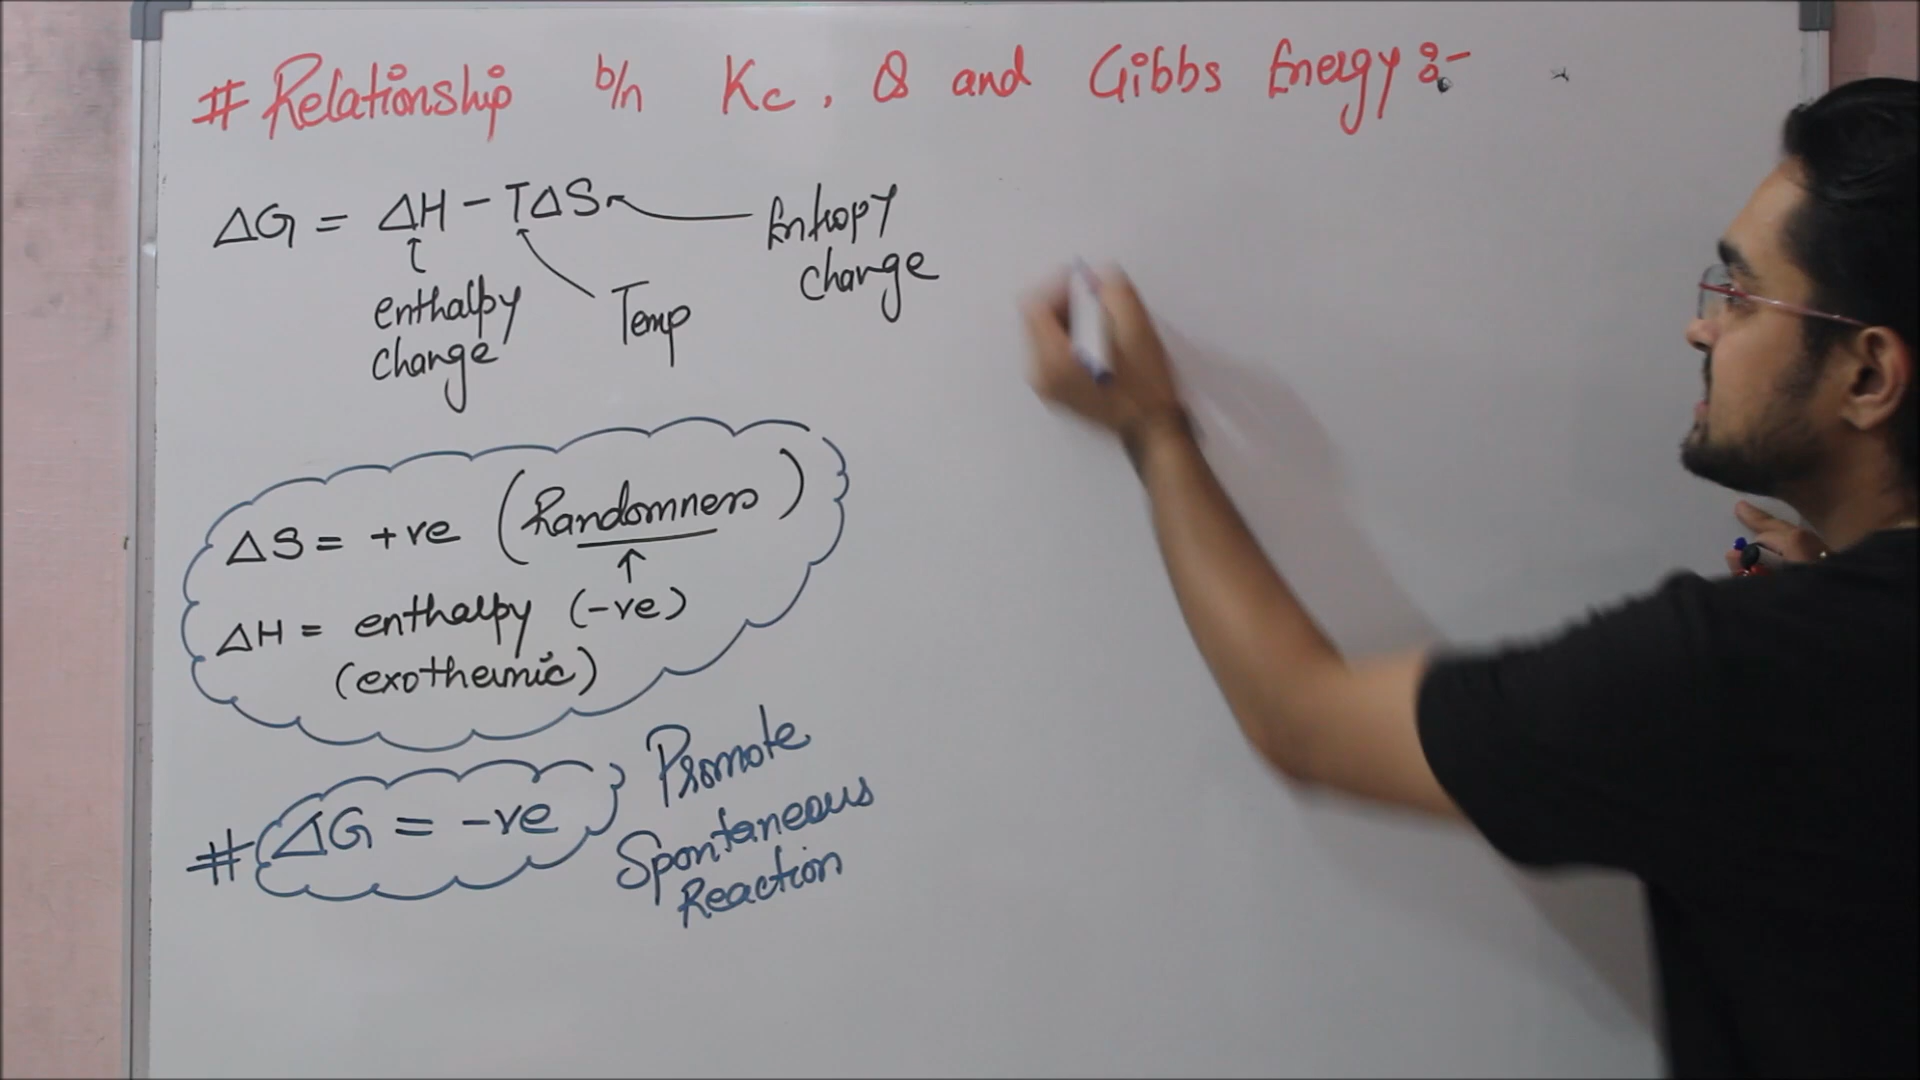 # Relationship b/n Kc, Q and Gibbs Energy :-
ΔG = ΔH - TΔS
Entropy
change
enthalpy
change
Temp
ΔS = +ve (Randomness)
ΔH = enthalpy (-ve)
(exothermic)
# ΔG = -ve
Promote
Spontaneous
Reaction